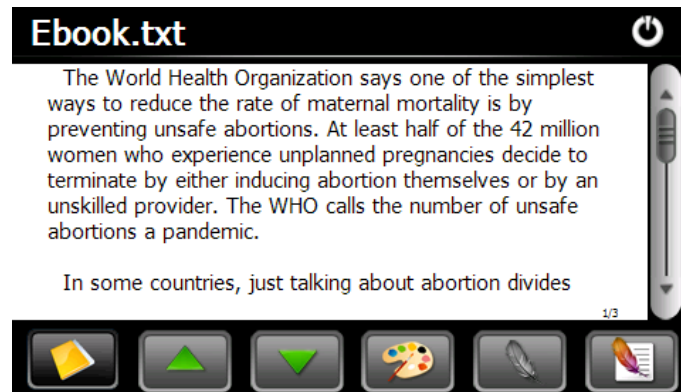 Ebook.txt
The World Health Organization says one of the simplest
ways to reduce the rate of maternal mortality is by
preventing unsafe abortions. At least half of the 42 million
women who experience unplanned pregnancies decide to
terminate by either inducing abortion themselves or by an
unskilled provider. The WHO calls the number of unsafe
abortions a pandemic.
In some countries, just talking about abortion divides
1/3